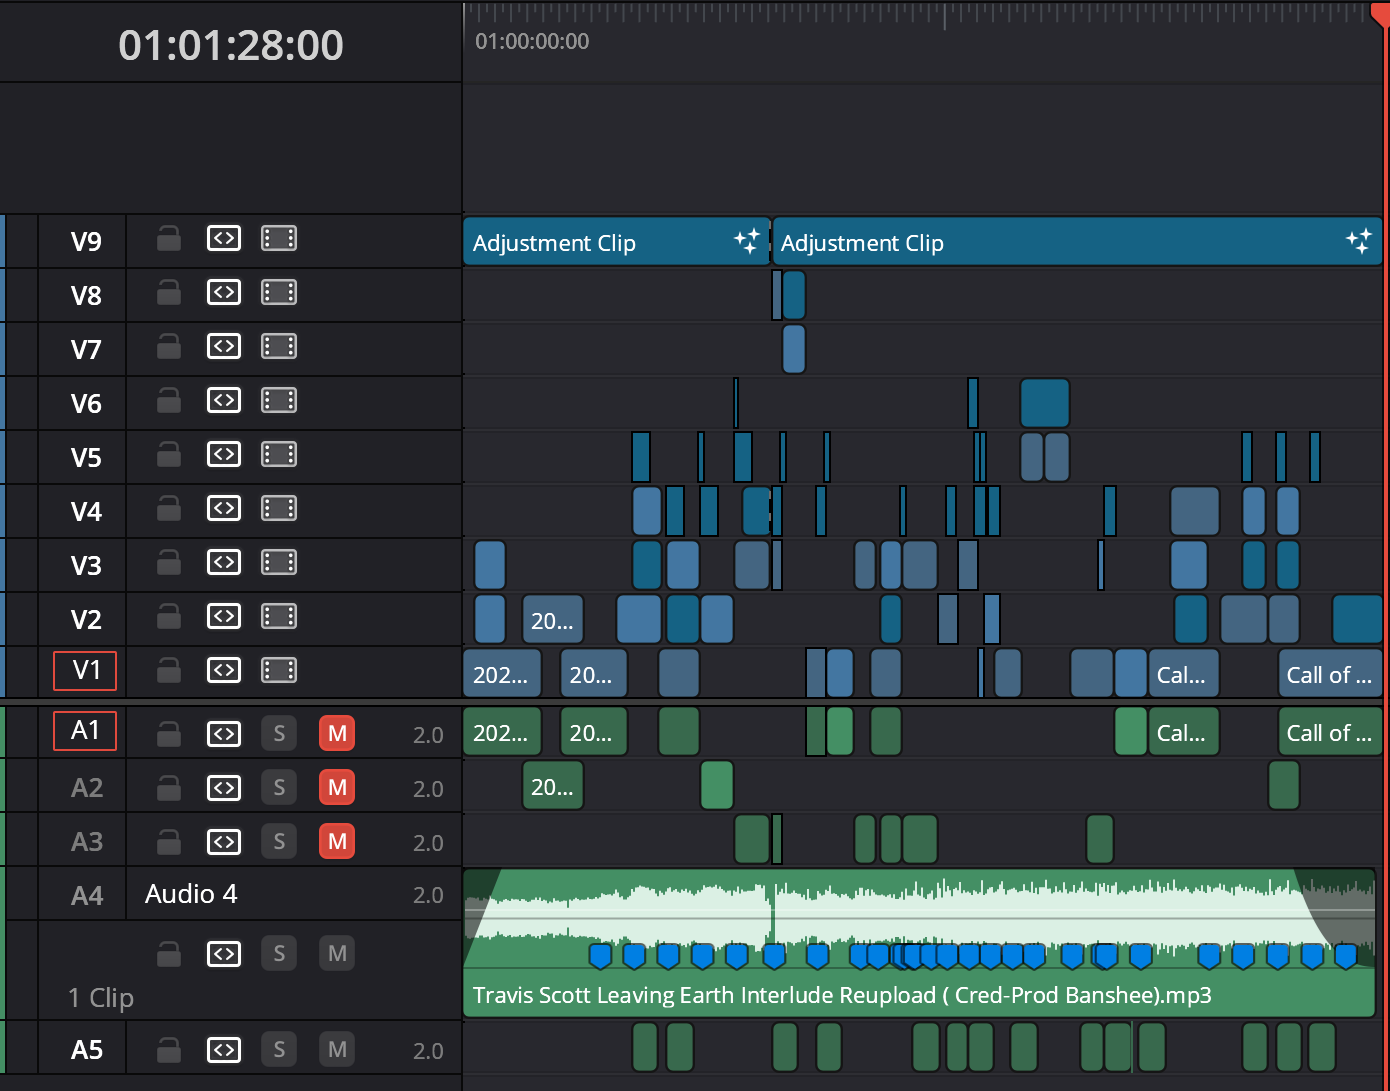 01:01:28:00
01:00:00:00
V9
Adjustment Clip
Adjustment Clip
V8
V7
V6
V5
V4
V3
V2
20...
V1
202...
20...
Cal...
Call of ...
A1
S
M
2.0
202...
20...
Cal...
Call of ...
A2
S
M
2.0
20...
A3
S
M
2.0
A4
Audio 4
2.0
S
M
1 Clip
Travis Scott Leaving Earth Interlude Reupload ( Cred-Prod Banshee).mp3
A5
S
M
2.0